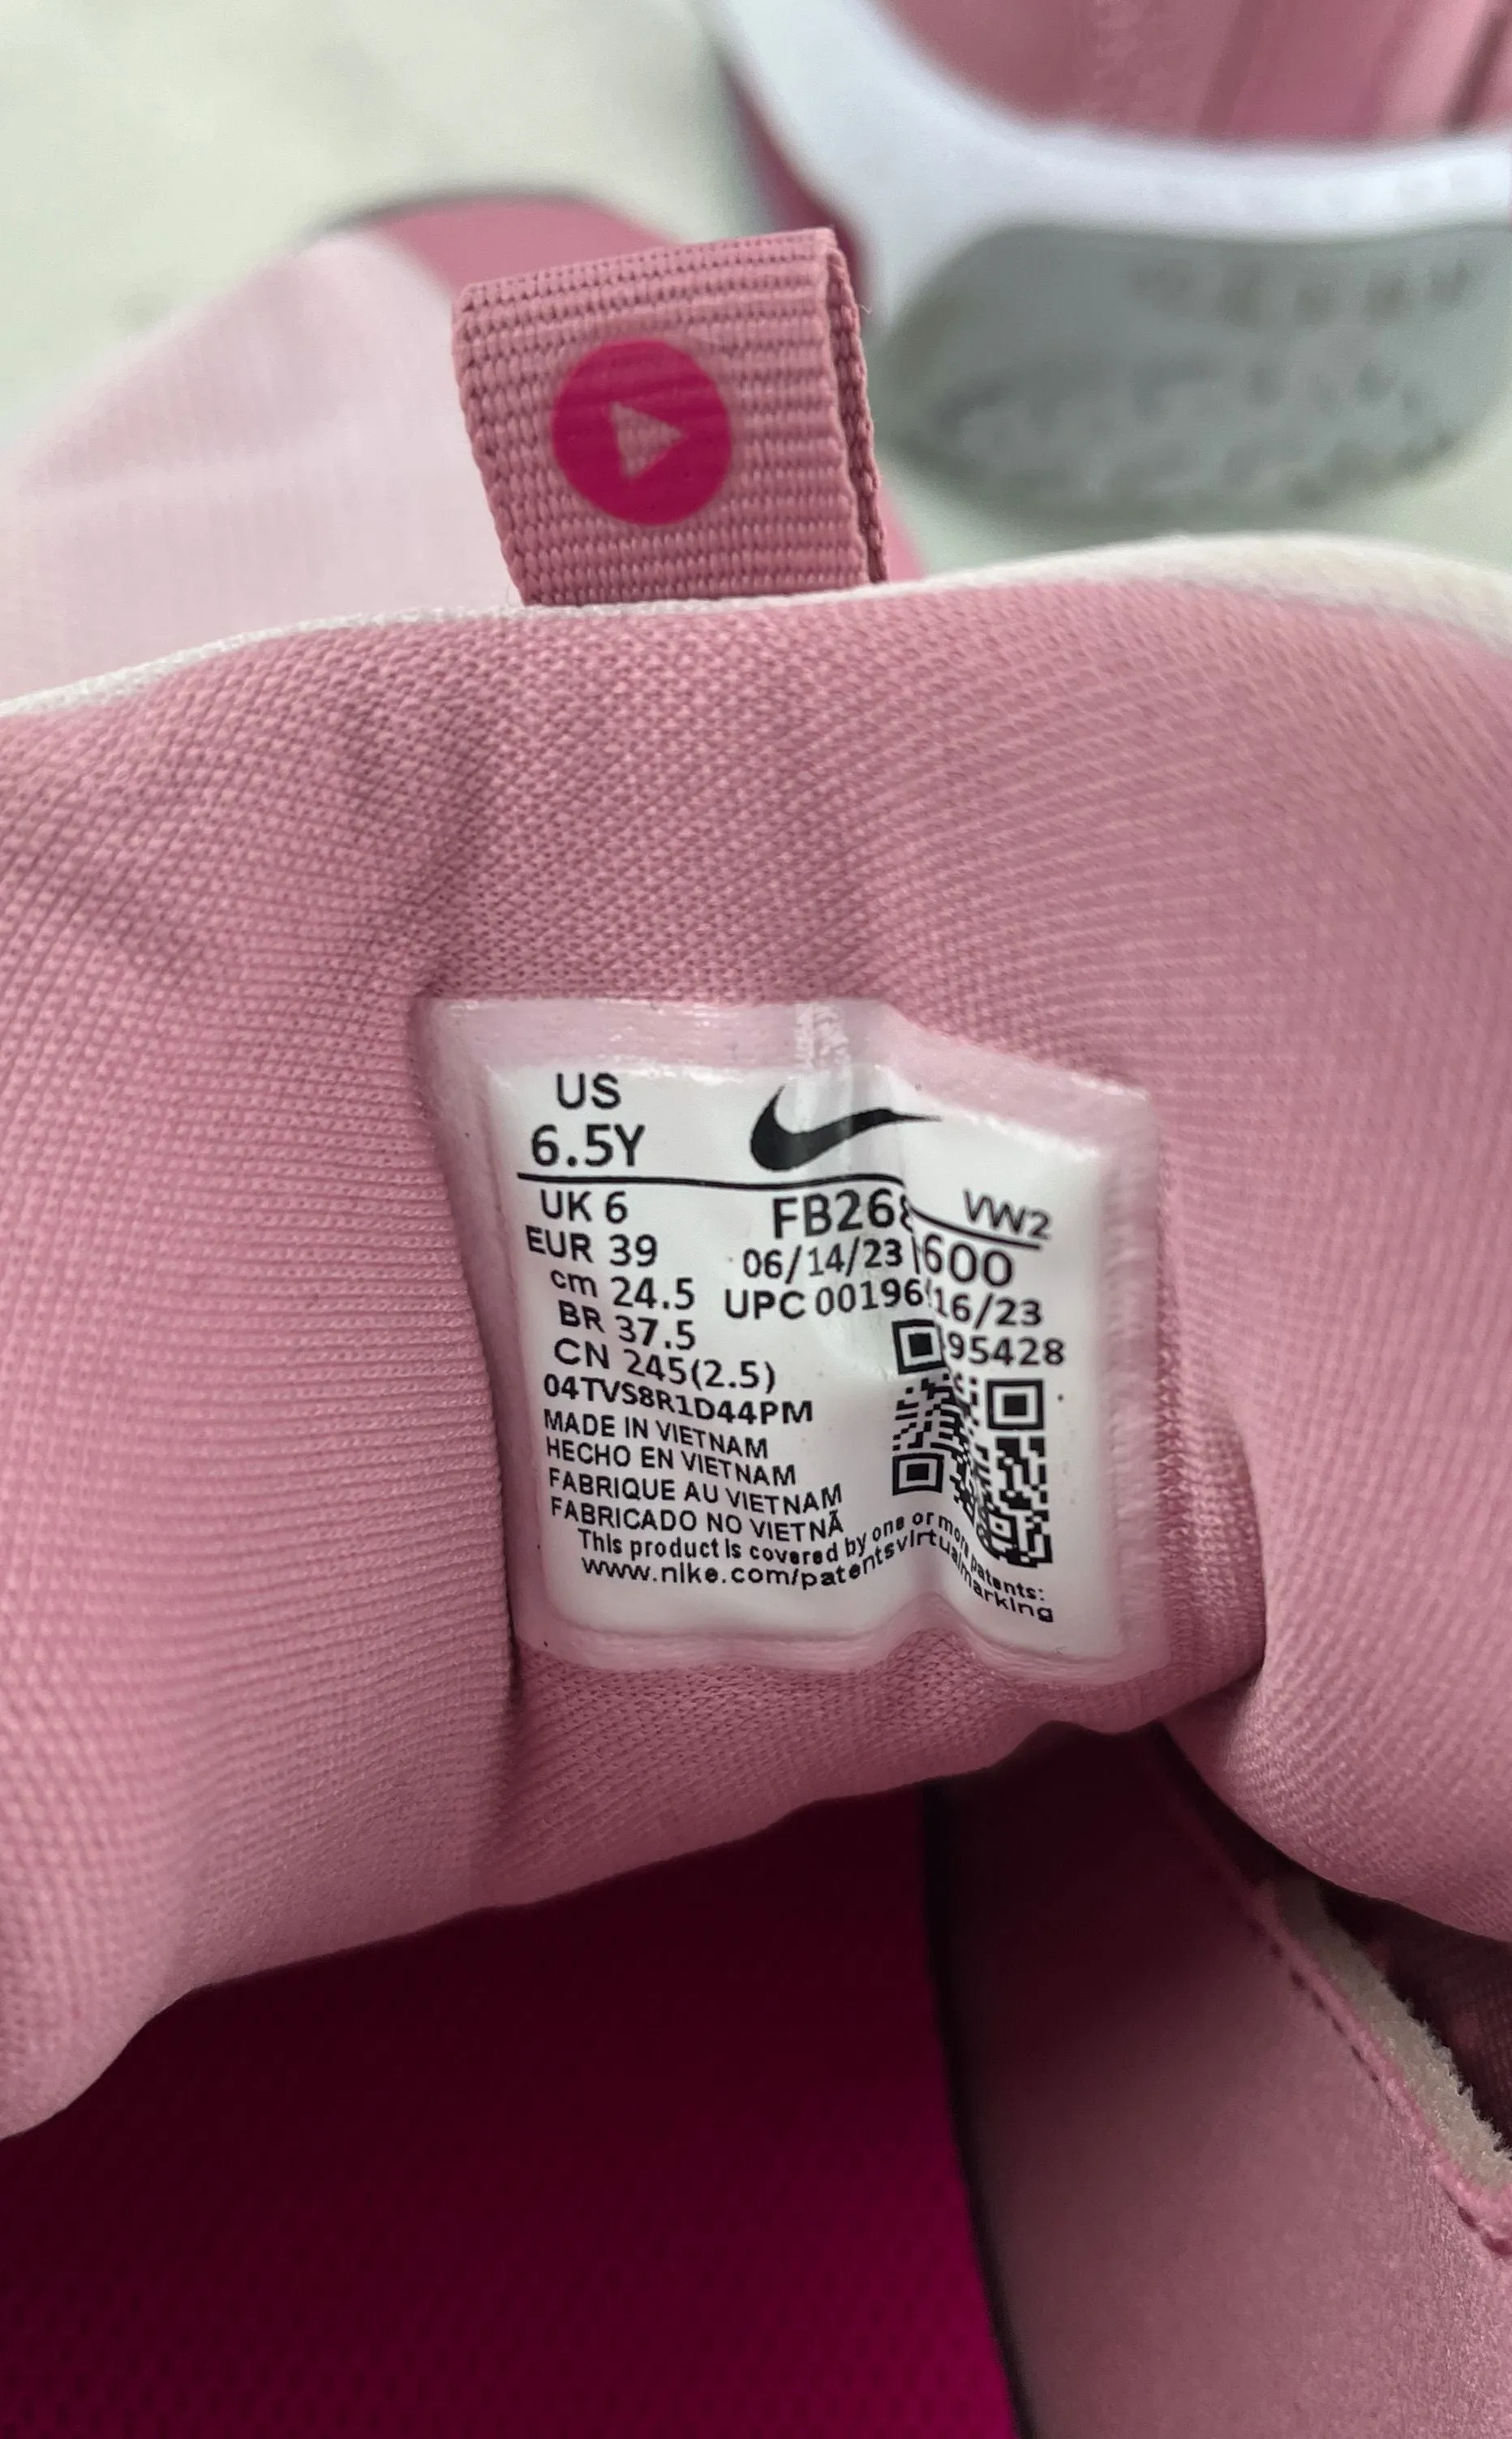 US
6.5Y
UK 6
EUR 39
cm 24.5
BR 37.5
CN 245(2.5)
04TVS8R1D44PM
MADE IN VIETNAM
HECHO EN VIETNAM
FABRIQUE AU VIETNAM
FABRICADO NO VIETNÃ
This product is covered by one or more patents:
www.nike.com/patentsvirtualmarking
VW2
600
06/14/23 16/23
UPC 00196 95428